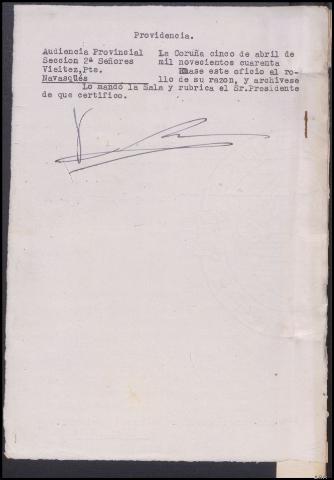 Providencia.
Audiencia Provincial La Coruña cinco de abril de
Seccion 2ª Señores mil novecientos cuarenta
Vieitez,Pte. Unase este oficio al ro-
Navasqués llo de su razon, y archivese
Lo mandó la Sala y rubrica el Sr.Presidente
de que certifico.